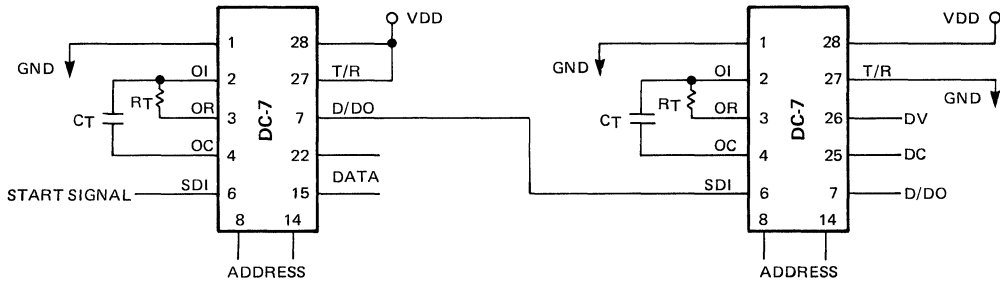 VDD VDD
1 28 1 28
GND OI T/R GND OI T/R
2 27 2 27
RT DC-7 D/DO RT DC-7 GND
CT OR 3 7 CT OR 3 26 DV
OC 4 22 OC 4 25 DC
START SIGNAL SDI 6 15 DATA SDI 6 7 D/DO
8 14 8 14
ADDRESS ADDRESS